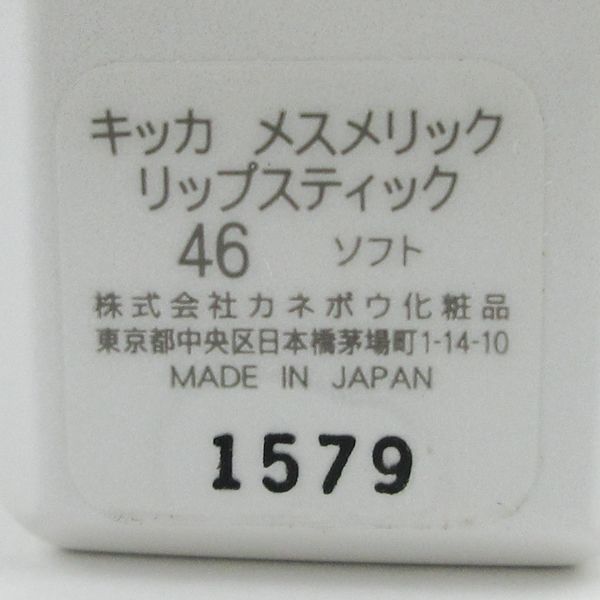 キッカ　メスメリック
リップスティック
46　ソフト
株式会社カネボウ化粧品
東京都中央区日本橋茅場町1-14-10
MADE IN JAPAN
1579